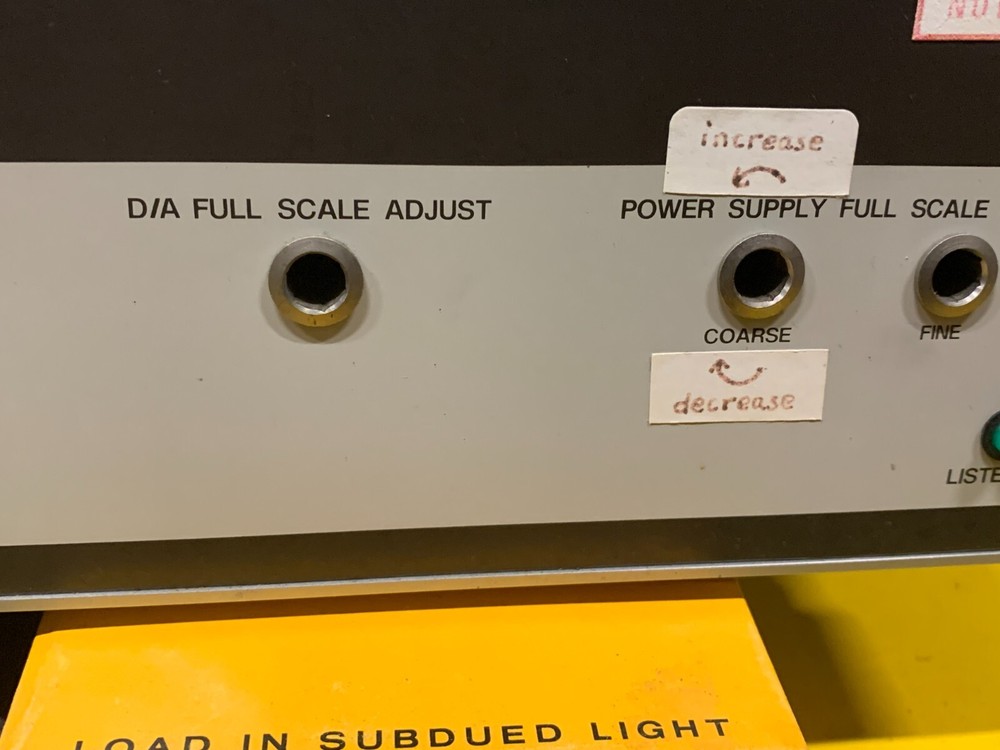 increase
D/A FULL SCALE ADJUST
POWER SUPPLY FULL SCALE
COARSE
FINE
decrease
LOAD IN SUBDUED LIGHT